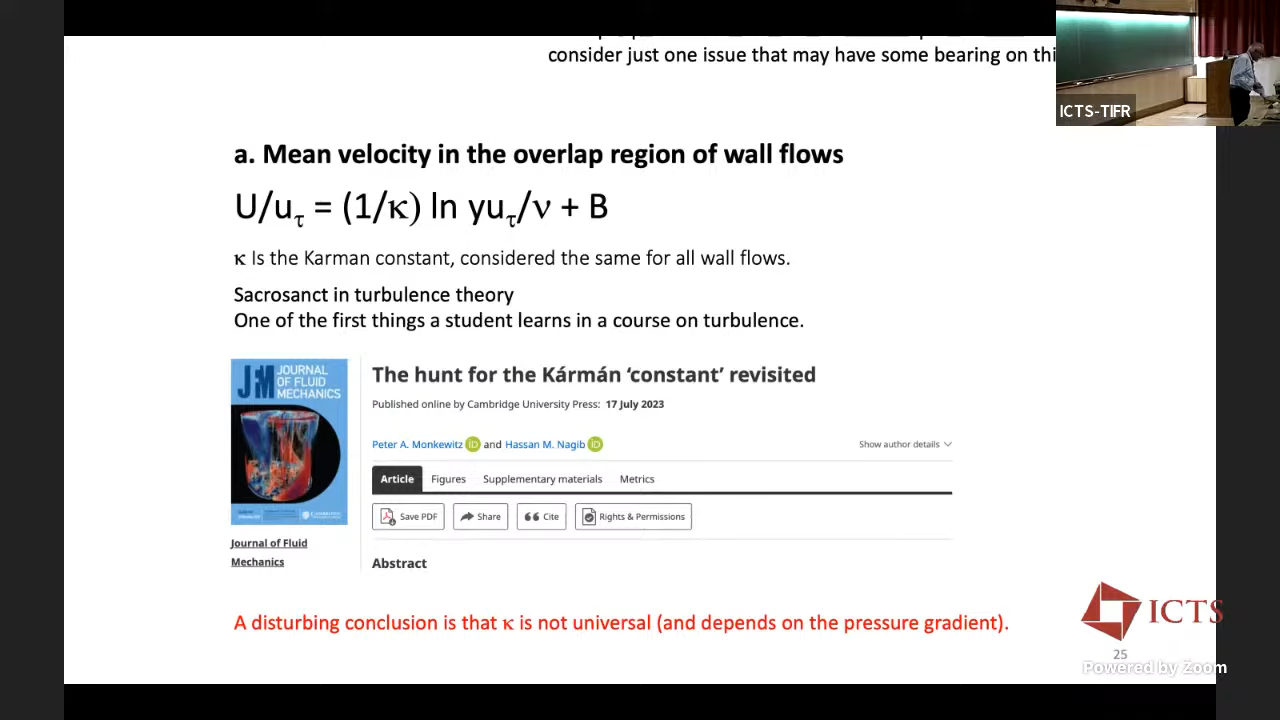 consider just one issue that may have some bearing on thi
ICTS-TIFR
a. Mean velocity in the overlap region of wall flows
U/uτ = (1/κ) ln yuτ/ν + B
κ Is the Karman constant, considered the same for all wall flows.
Sacrosanct in turbulence theory
One of the first things a student learns in a course on turbulence.
JFM JOURNAL OF FLUID MECHANICS
The hunt for the Kármán ‘constant’ revisited
Published online by Cambridge University Press: 17 July 2023
Peter A. Monkewitz iD and Hassan M. Nagib iD
Show author details
Article Figures Supplementary materials Metrics
Save PDF Share Cite Rights & Permissions
Journal of Fluid
Mechanics
Abstract
A disturbing conclusion is that κ is not universal (and depends on the pressure gradient).
ICTS
25
Powered by Zoom